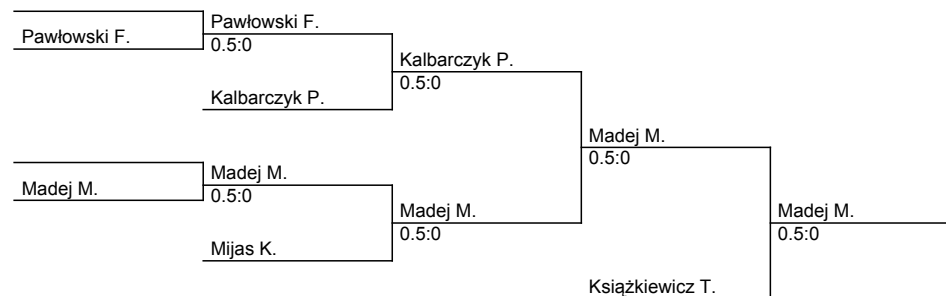 Pawłowski F.
Pawłowski F.
0.5:0
Kalbarczyk P.
Kalbarczyk P.
0.5:0
Madej M.
0.5:0
Madej M.
Madej M.
0.5:0
Madej M.
0.5:0
Madej M.
0.5:0
Mijas K.
Książkiewicz T.